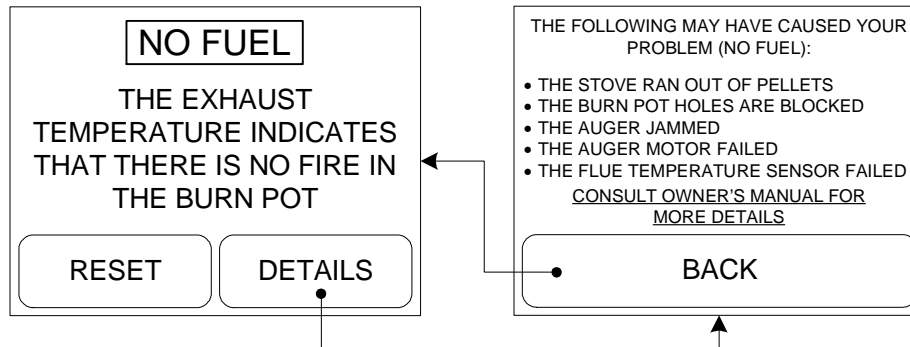 NO FUEL
THE EXHAUST
TEMPERATURE INDICATES
THAT THERE IS NO FIRE IN
THE BURN POT
RESET
DETAILS
THE FOLLOWING MAY HAVE CAUSED YOUR
PROBLEM (NO FUEL):
• THE STOVE RAN OUT OF PELLETS
• THE BURN POT HOLES ARE BLOCKED
• THE AUGER JAMMED
• THE AUGER MOTOR FAILED
• THE FLUE TEMPERATURE SENSOR FAILED
CONSULT OWNER'S MANUAL FOR
MORE DETAILS
BACK